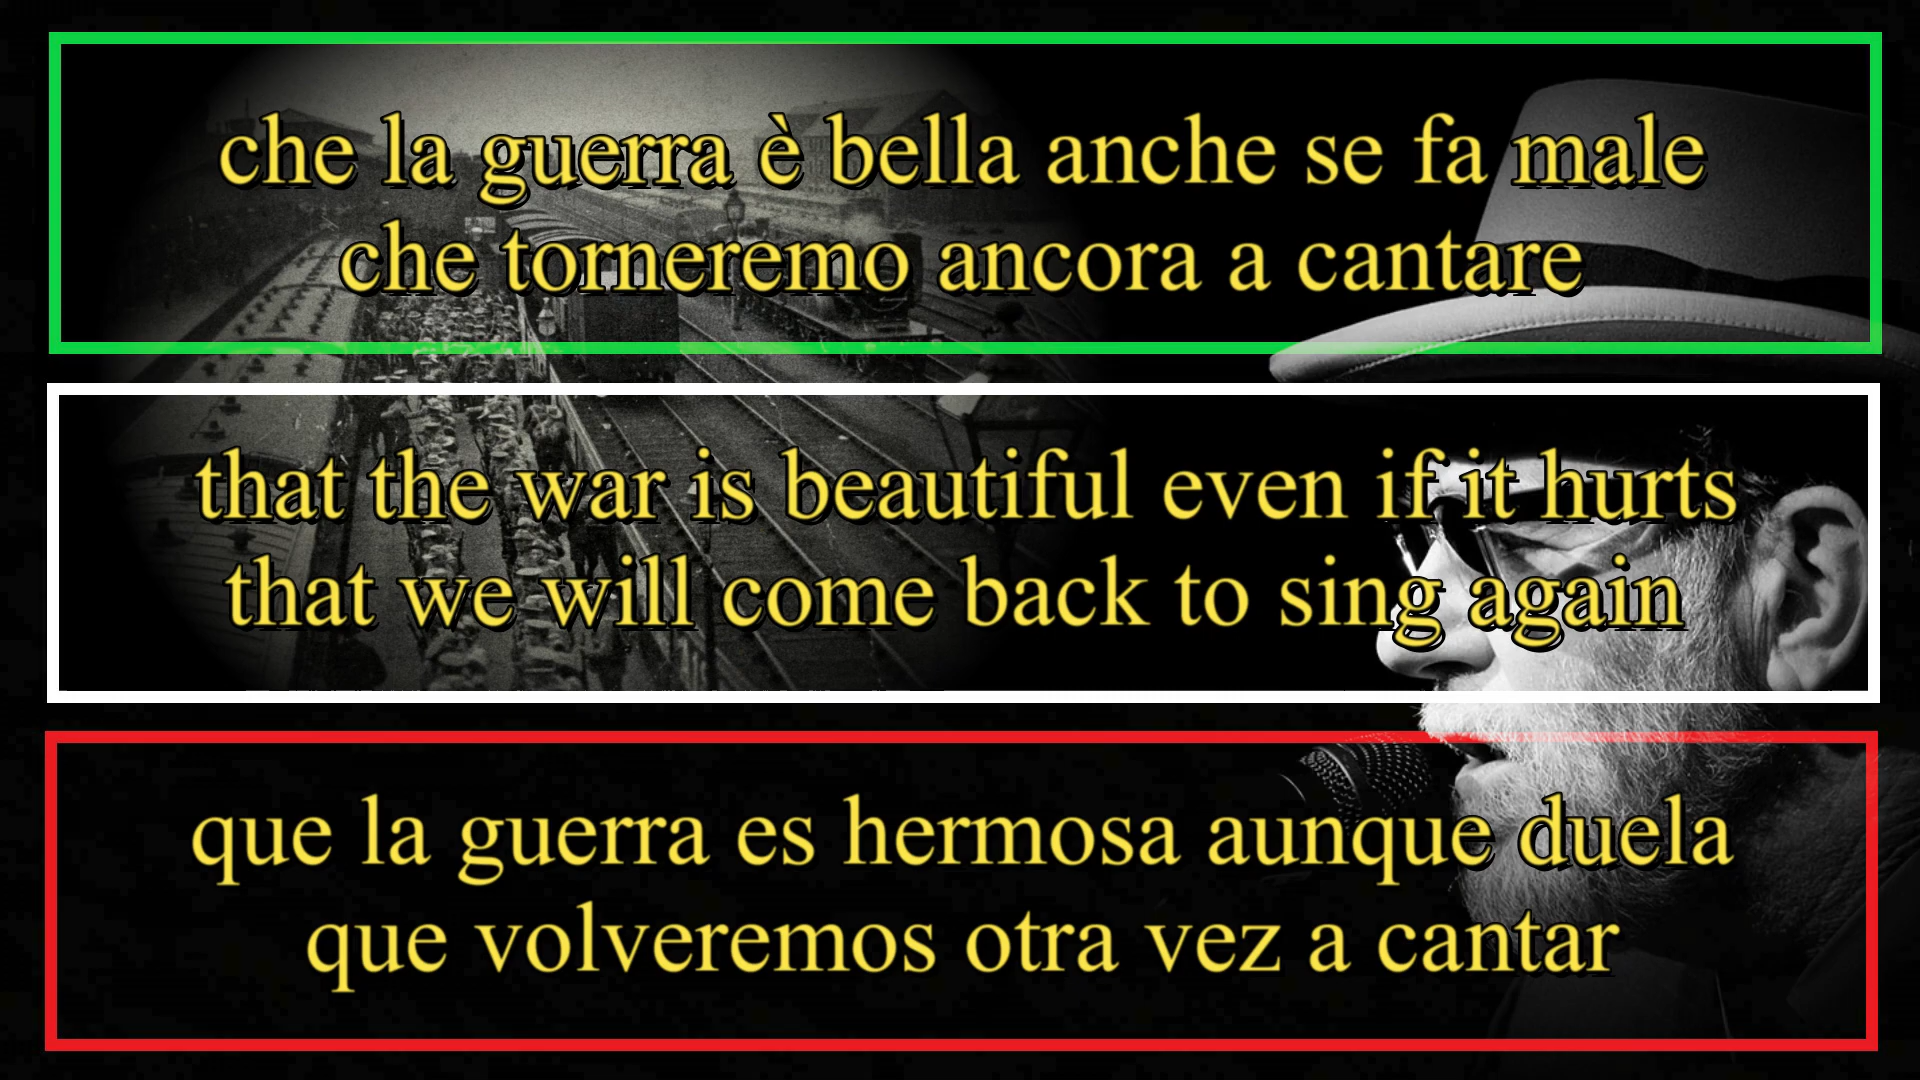 che la guerra è bella anche se fa male
che torneremo ancora a cantare
that the war is beautiful even if it hurts
that we will come back to sing again
que la guerra es hermosa aunque duela
que volveremos otra vez a cantar